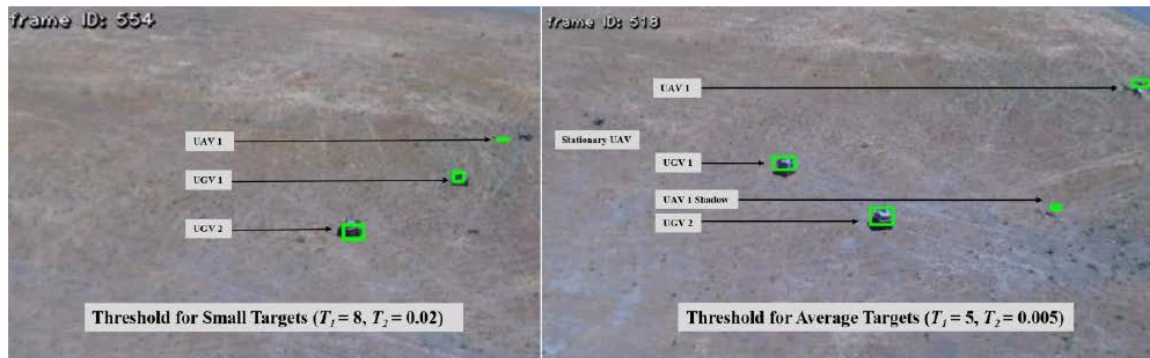 frame ID: 554
UAV 1
UGV 1
UGV 2
Threshold for Small Targets (T₁ = 8, T₂ = 0.02)
frame ID: 518
UAV 1
Stationary UAV
UGV 1
UAV 1 Shadow
UGV 2
Threshold for Average Targets (T₁ = 5, T₂ = 0.005)